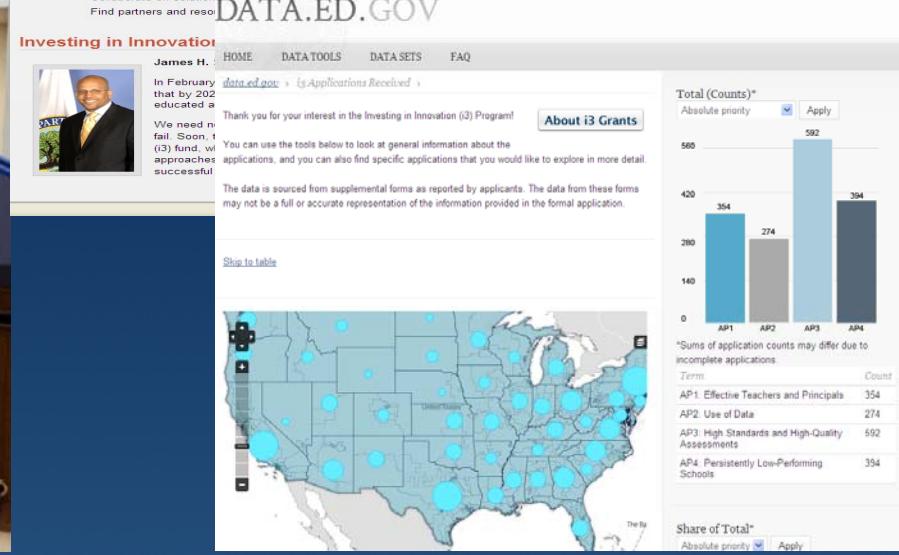 Find partners and reso
Investing in Innovation
James H.
In February
that by 202
educated a
We need n
fail. Soon, t
(i3) fund, w
approaches
successful
DATA.ED.GOV
HOME DATA TOOLS DATA SETS FAQ
data.ed.gov › i3 Applications Received ›
Thank you for your interest in the Investing in Innovation (i3) Program!
About i3 Grants
You can use the tools below to look at general information about the
applications, and you can also find specific applications that you would like to explore in more detail.
The data is sourced from supplemental forms as reported by applicants. The data from these forms
may not be a full or accurate representation of the information provided in the formal application.
Skip to table
United States
The Ba
Total (Counts)*
Absolute priority Apply
560
420
280
140
0
354
274
592
394
AP1 AP2 AP3 AP4
*Sums of application counts may differ due to
incomplete applications.
Term Count
AP1: Effective Teachers and Principals 354
AP2: Use of Data 274
AP3: High Standards and High-Quality
Assessments 592
AP4: Persistently Low-Performing
Schools 394
Share of Total*
Absolute priority Apply